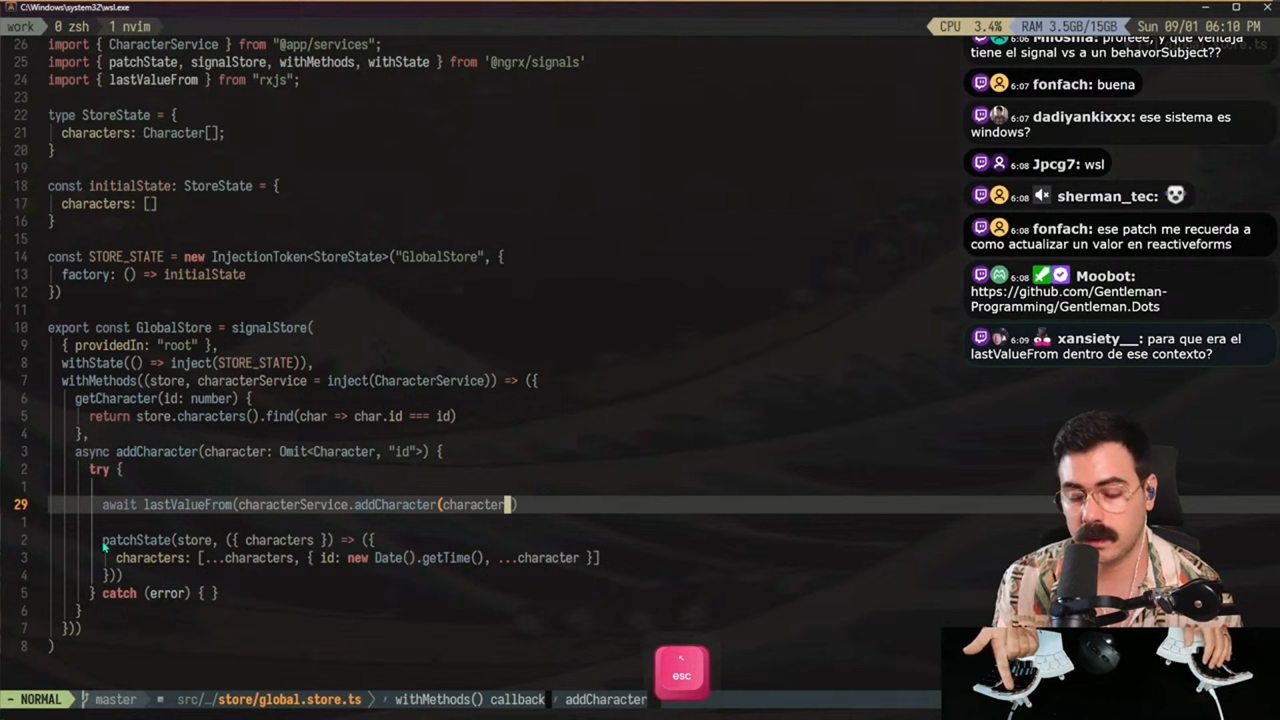 C:\Windows\system32\wsl.exe
work 0 zsh 1 nvim
CPU 3.4% RAM 3.5GB/15GB Sun 09/01 06:10 PM
26 import { CharacterService } from "@app/services";
25 import { patchState, signalStore, withMethods, withState } from '@ngrx/signals'
24 import { lastValueFrom } from "rxjs";
23
22 type StoreState = {
21 characters: Character[];
20 }
19
18 const initialState: StoreState = {
17 characters: []
16 }
15
14 const STORE_STATE = new InjectionToken<StoreState>("GlobalStore", {
13 factory: () => initialState
12 })
11
10 export const GlobalStore = signalStore(
9 { providedIn: "root" },
8 withState(() => inject(STORE_STATE)),
7 withMethods((store, characterService = inject(CharacterService)) => ({
6 getCharacter(id: number) {
5 return store.characters().find(char => char.id === id)
4 },
3 async addCharacter(character: Omit<Character, "id">) {
2 try {
1
29 await lastValueFrom(characterService.addCharacter(character)
1
2 patchState(store, ({ characters }) => ({
3 characters: [...characters, { id: new Date().getTime(), ...character }]
4 }))
5 } catch (error) { }
6 }
7 }))
8 )
- NORMAL master src/../store/global.store.ts withMethods() callback addCharacter
esc
6:06 profeee, y que ventaja
tiene el signal vs a un behavorSubject??
6:07 fonfach: buena
6:07 dadiyankixxx: ese sistema es
windows?
6:08 Jpcg7: wsl
6:08 sherman_tec:
6:08 fonfach: ese patch me recuerda a
como actualizar un valor en reactiveforms
6:08 Moobot:
https://github.com/Gentleman-
Programming/Gentleman.Dots
6:09 xansiety__: para que era el
lastValueFrom dentro de ese contexto?